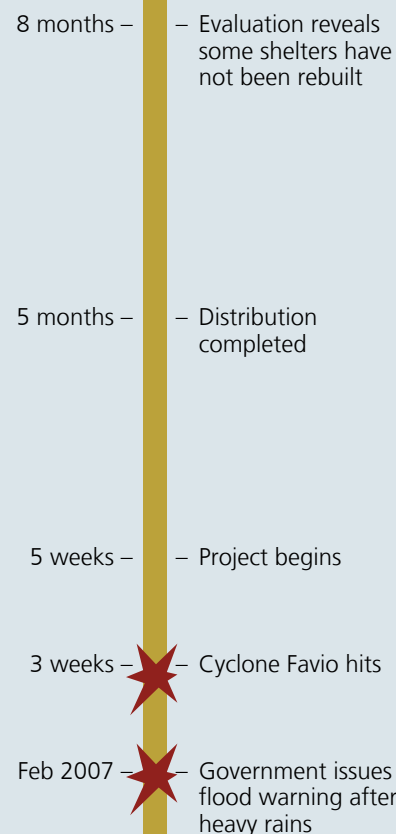 8 months – – Evaluation reveals
some shelters have
not been rebuilt
5 months – – Distribution
completed
5 weeks – – Project begins
3 weeks – – Cyclone Favio hits
Feb 2007 – – Government issues
flood warning after
heavy rains